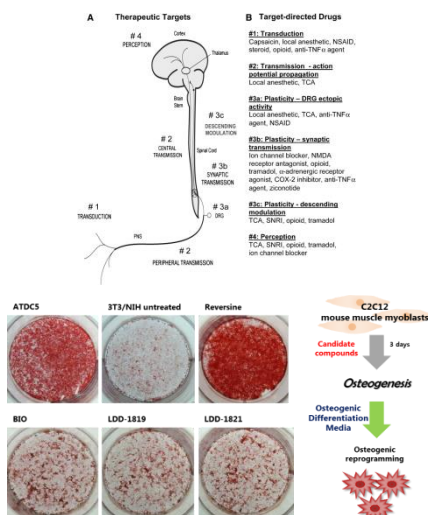 A Therapeutic Targets
# 4
PERCEPTION
Cortex
Thalamus
Brain
Stem
# 3c
DESCENDING
MODULATION
# 2
CENTRAL
TRANSMISSION
Spinal Cord
# 3b
SYNAPTIC
TRANSMISSION
# 1
TRANSDUCTION
# 3a
DRG
PNS
# 2
PERIPHERAL TRANSMISSION
B Target-directed Drugs
#1: Transduction
Capsaicin, local anesthetic, NSAID,
steroid, opioid, anti-TNFα agent
#2: Transmission - action
potential propagation
Local anesthetic, TCA
#3a: Plasticity – DRG ectopic
activity
Local anesthetic, TCA, anti-TNFα
agent, NSAID
#3b: Plasticity – synaptic
transmission
Ion channel blocker, NMDA
receptor antagonist, opioid,
tramadol, α-adrenergic receptor
agonist, COX-2 inhibitor, anti-TNFα
agent, ziconotide
#3c: Plasticity - descending
modulation
TCA, SNRI, opioid, tramadol
#4: Perception
TCA, SNRI, opioid, tramadol,
ion channel blocker
ATDC5
3T3/NIH untreated
Reversine
BIO
LDD-1819
LDD-1821
C2C12
mouse muscle myoblasts
Candidate
compounds
3 days
Osteogenesis
Osteogenic
Differentiation
Media
Osteogenic
reprogramming